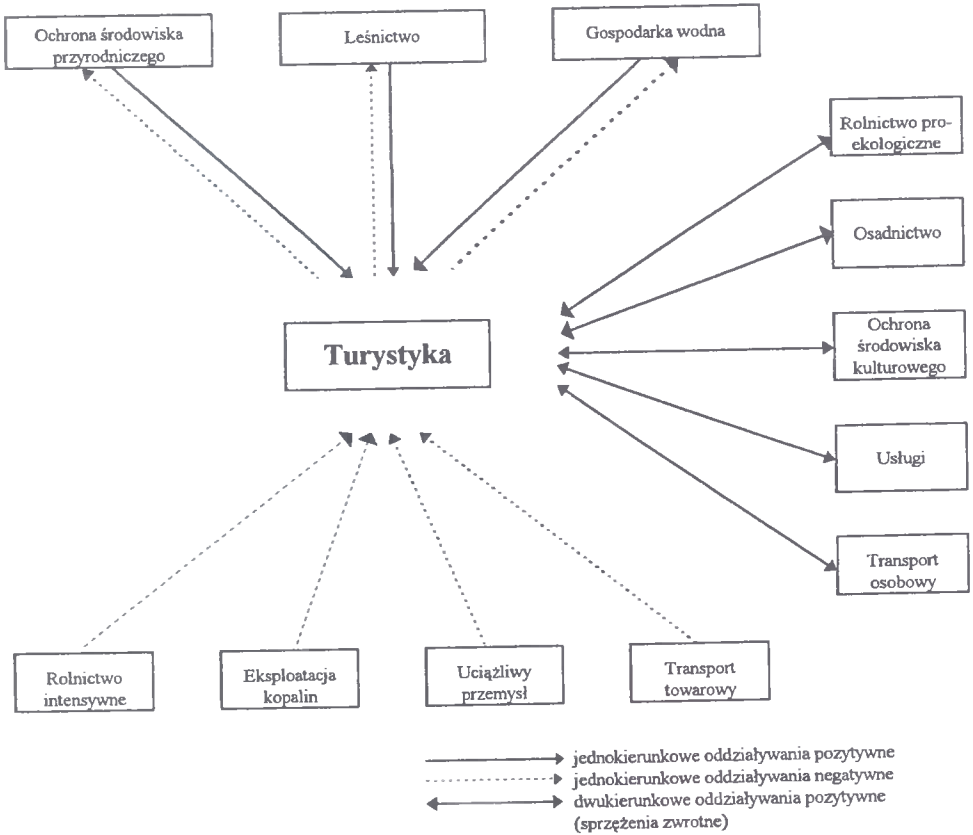 Ochrona środowiska
przyrodniczego
Leśnictwo
Gospodarka wodna
Rolnictwo pro-
ekologiczne
Osadnictwo
Ochrona
środowiska
kulturowego
Usługi
Transport
osobowy
Turystyka
Rolnictwo
intensywne
Eksploatacja
kopalin
Uciążliwy
przemysł
Transport
towarowy
jednokierunkowe oddziaływania pozytywne
jednokierunkowe oddziaływania negatywne
dwukierunkowe oddziaływania pozytywne
(sprzężenia zwrotne)